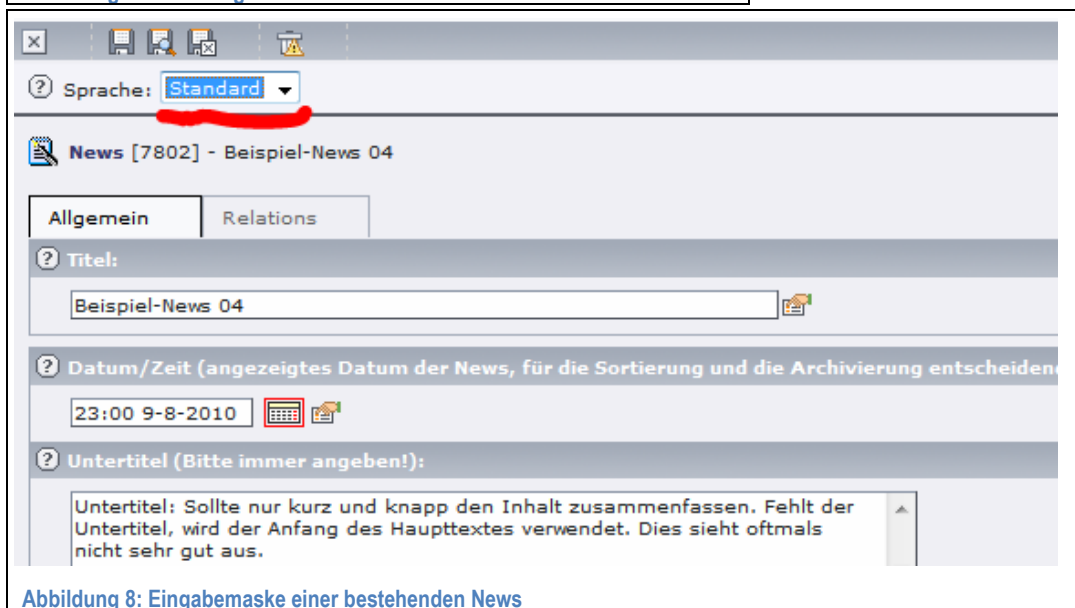 Sprache: Standard
News [7802] - Beispiel-News 04
Allgemein Relations
Titel:
Beispiel-News 04
Datum/Zeit (angezeigtes Datum der News, für die Sortierung und die Archivierung entscheidend
23:00 9-8-2010
Untertitel (Bitte immer angeben!):
Untertitel: Sollte nur kurz und knapp den Inhalt zusammenfassen. Fehlt der
Untertitel, wird der Anfang des Haupttextes verwendet. Dies sieht oftmals
nicht sehr gut aus.
Abbildung 8: Eingabemaske einer bestehenden News